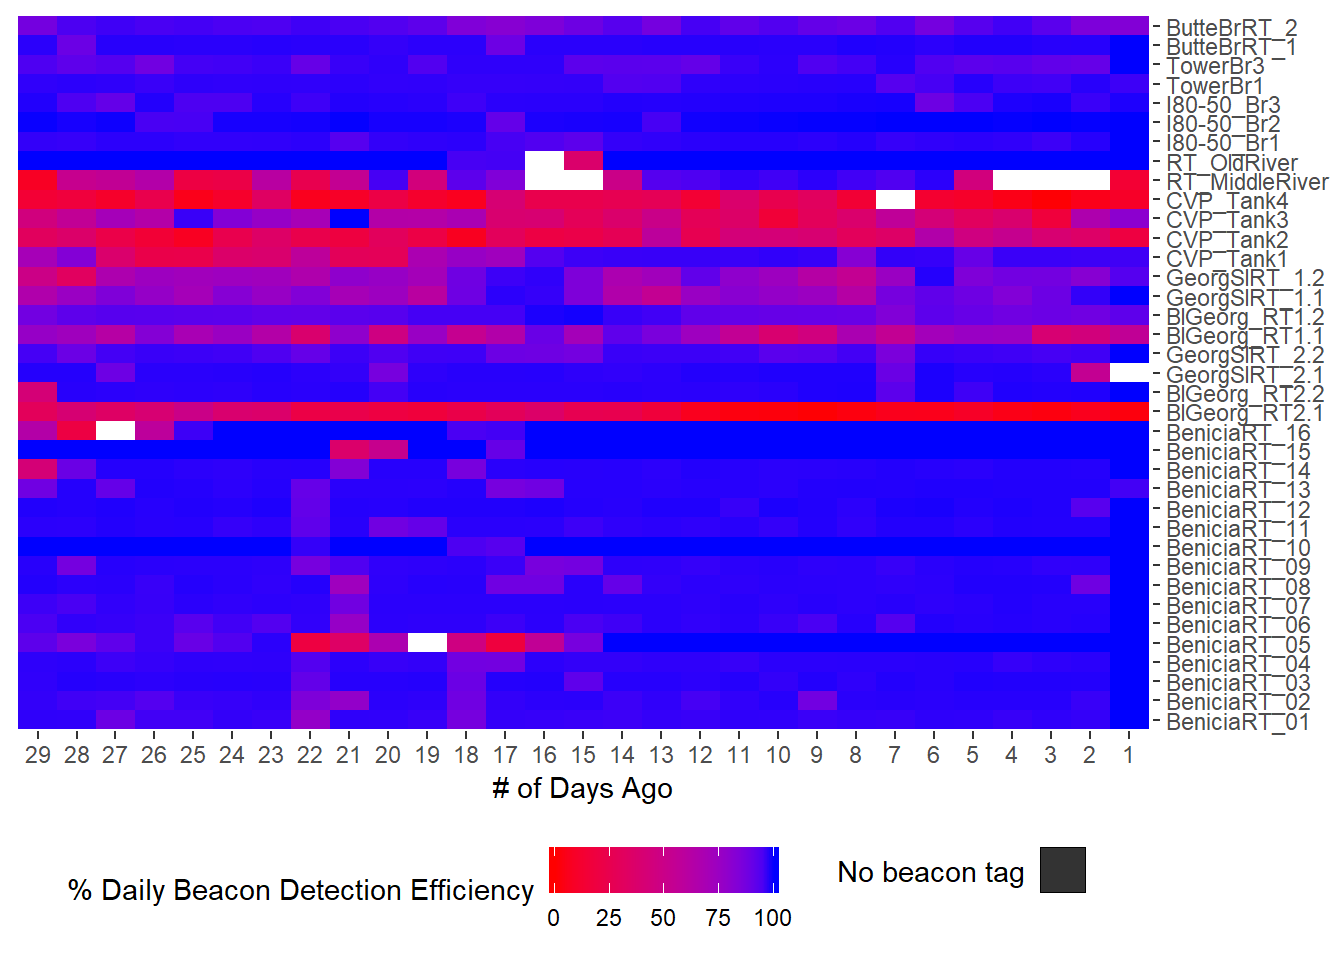 ButteBrRT_2
ButteBrRT_1
TowerBr3
TowerBr1
I80-50_Br3
I80-50_Br2
I80-50_Br1
RT_OldRiver
RT_MiddleRiver
CVP_Tank4
CVP_Tank3
CVP_Tank2
CVP_Tank1
GeorgSlRT_1.2
GeorgSlRT_1.1
BlGeorg_RT1.2
BlGeorg_RT1.1
GeorgSlRT_2.2
GeorgSlRT_2.1
BlGeorg_RT2.2
BlGeorg_RT2.1
BeniciaRT_16
BeniciaRT_15
BeniciaRT_14
BeniciaRT_13
BeniciaRT_12
BeniciaRT_11
BeniciaRT_10
BeniciaRT_09
BeniciaRT_08
BeniciaRT_07
BeniciaRT_06
BeniciaRT_05
BeniciaRT_04
BeniciaRT_03
BeniciaRT_02
BeniciaRT_01
29 28 27 26 25 24 23 22 21 20 19 18 17 16 15 14 13 12 11 10 9 8 7 6 5 4 3 2 1
# of Days Ago
% Daily Beacon Detection Efficiency
0 25 50 75 100
No beacon tag